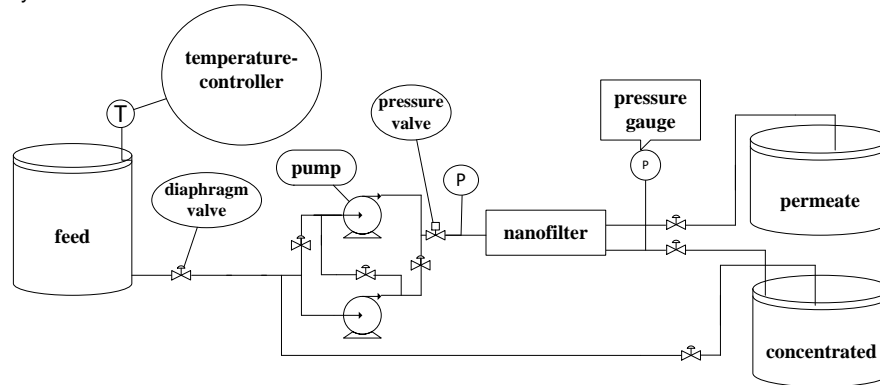 temperature-
controller
T
pressure
valve
pressure
gauge
pump
P
P
diaphragm
valve
permeate
feed
nanofilter
concentrated